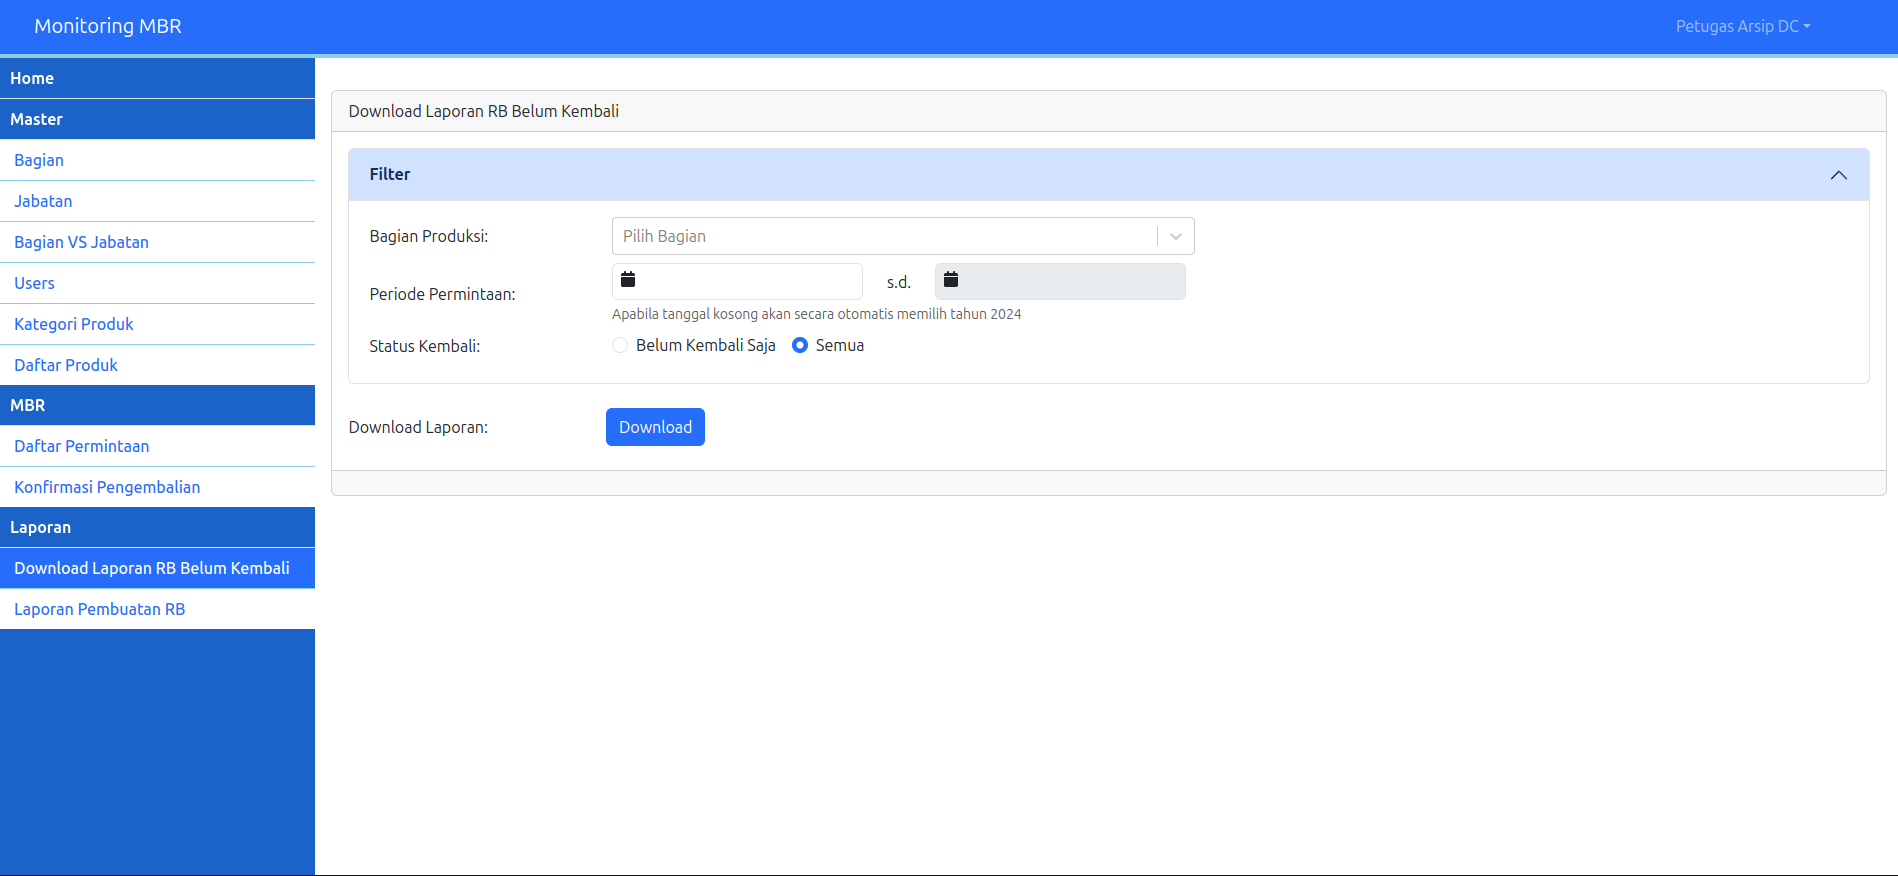 Monitoring MBR
Petugas Arsip DC
Home
Master
Bagian
Jabatan
Bagian VS Jabatan
Users
Kategori Produk
Daftar Produk
MBR
Daftar Permintaan
Konfirmasi Pengembalian
Laporan
Download Laporan RB Belum Kembali
Laporan Pembuatan RB
Download Laporan RB Belum Kembali
Filter
Bagian Produksi: Pilih Bagian
Periode Permintaan: s.d.
Apabila tanggal kosong akan secara otomatis memilih tahun 2024
Status Kembali: Belum Kembali Saja Semua
Download Laporan: Download